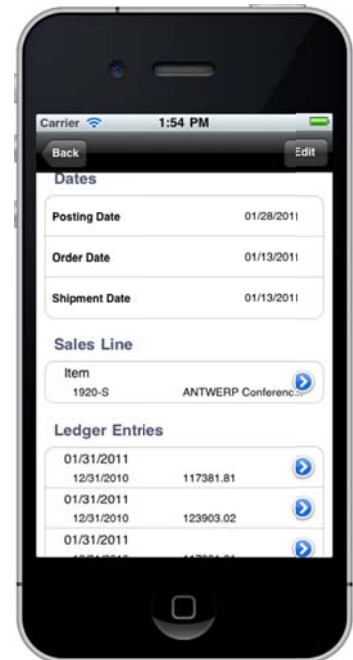 Carrier 1:54 PM
Back Edit
Dates
Posting Date 01/28/2011
Order Date 01/13/2011
Shipment Date 01/13/2011
Sales Line
Item
1920-S ANTWERP Conferenc...
Ledger Entries
01/31/2011
12/31/2010 117381.81
01/31/2011
12/31/2010 123903.02
01/31/2011